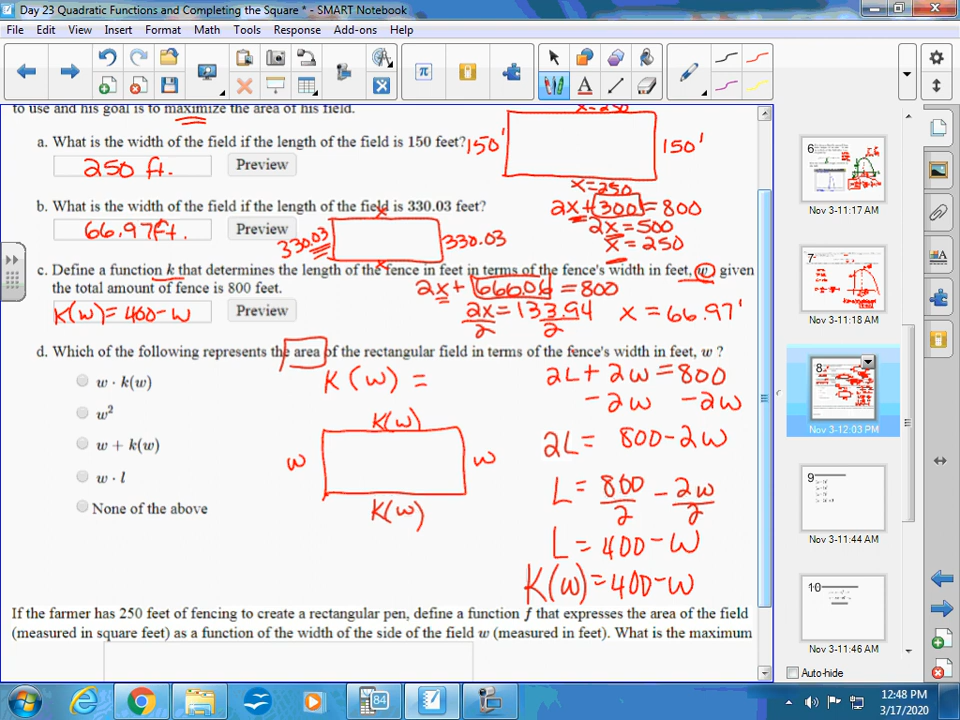 Day 23 Quadratic Functions and Completing the Square * - SMART Notebook
File Edit View Insert Format Math Tools Response Add-ons Help
to use and his goal is to maximize the area of his field.
x=250
a. What is the width of the field if the length of the field is 150 feet?
150'
150'
250 ft.
Preview
x=250
b. What is the width of the field if the length of the field is 330.03 feet?
2x+300=800
x
2x=500
66.97ft.
Preview
330.03
330.03
x=250
x
c. Define a function k that determines the length of the fence in feet in terms of the fence's width in feet, w given
the total amount of fence is 800 feet.
2x+660.06=800
K(w)=400-w
Preview
2x=133.94
2 2
x=66.97'
d. Which of the following represents the area of the rectangular field in terms of the fence's width in feet, w ?
K(w) =
2L+2w=800
-2w -2w
w · k(w)
w²
w + k(w)
w · l
None of the above
K(w)
w
w
K(w)
2L= 800-2w
L= 800 - 2w
2 2
L= 400-w
K(w)=400-w
If the farmer has 250 feet of fencing to create a rectangular pen, define a function f that expresses the area of the field
(measured in square feet) as a function of the width of the side of the field w (measured in feet). What is the maximum
6
Nov 3-11:17 AM
7
Nov 3-11:18 AM
8
Nov 3-12:03 PM
9
Nov 3-11:44 AM
10
Nov 3-11:46 AM
Auto-hide
84
12:48 PM
3/17/2020